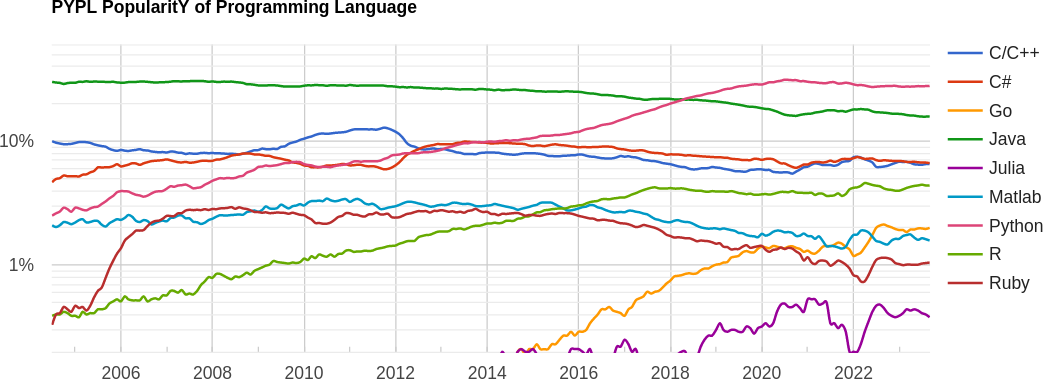 PYPL PopularitY of Programming Language
C/C++
C#
Go
10%
Java
Julia
Matlab
Python
R
1%
Ruby
2006 2008 2010 2012 2014 2016 2018 2020 2022